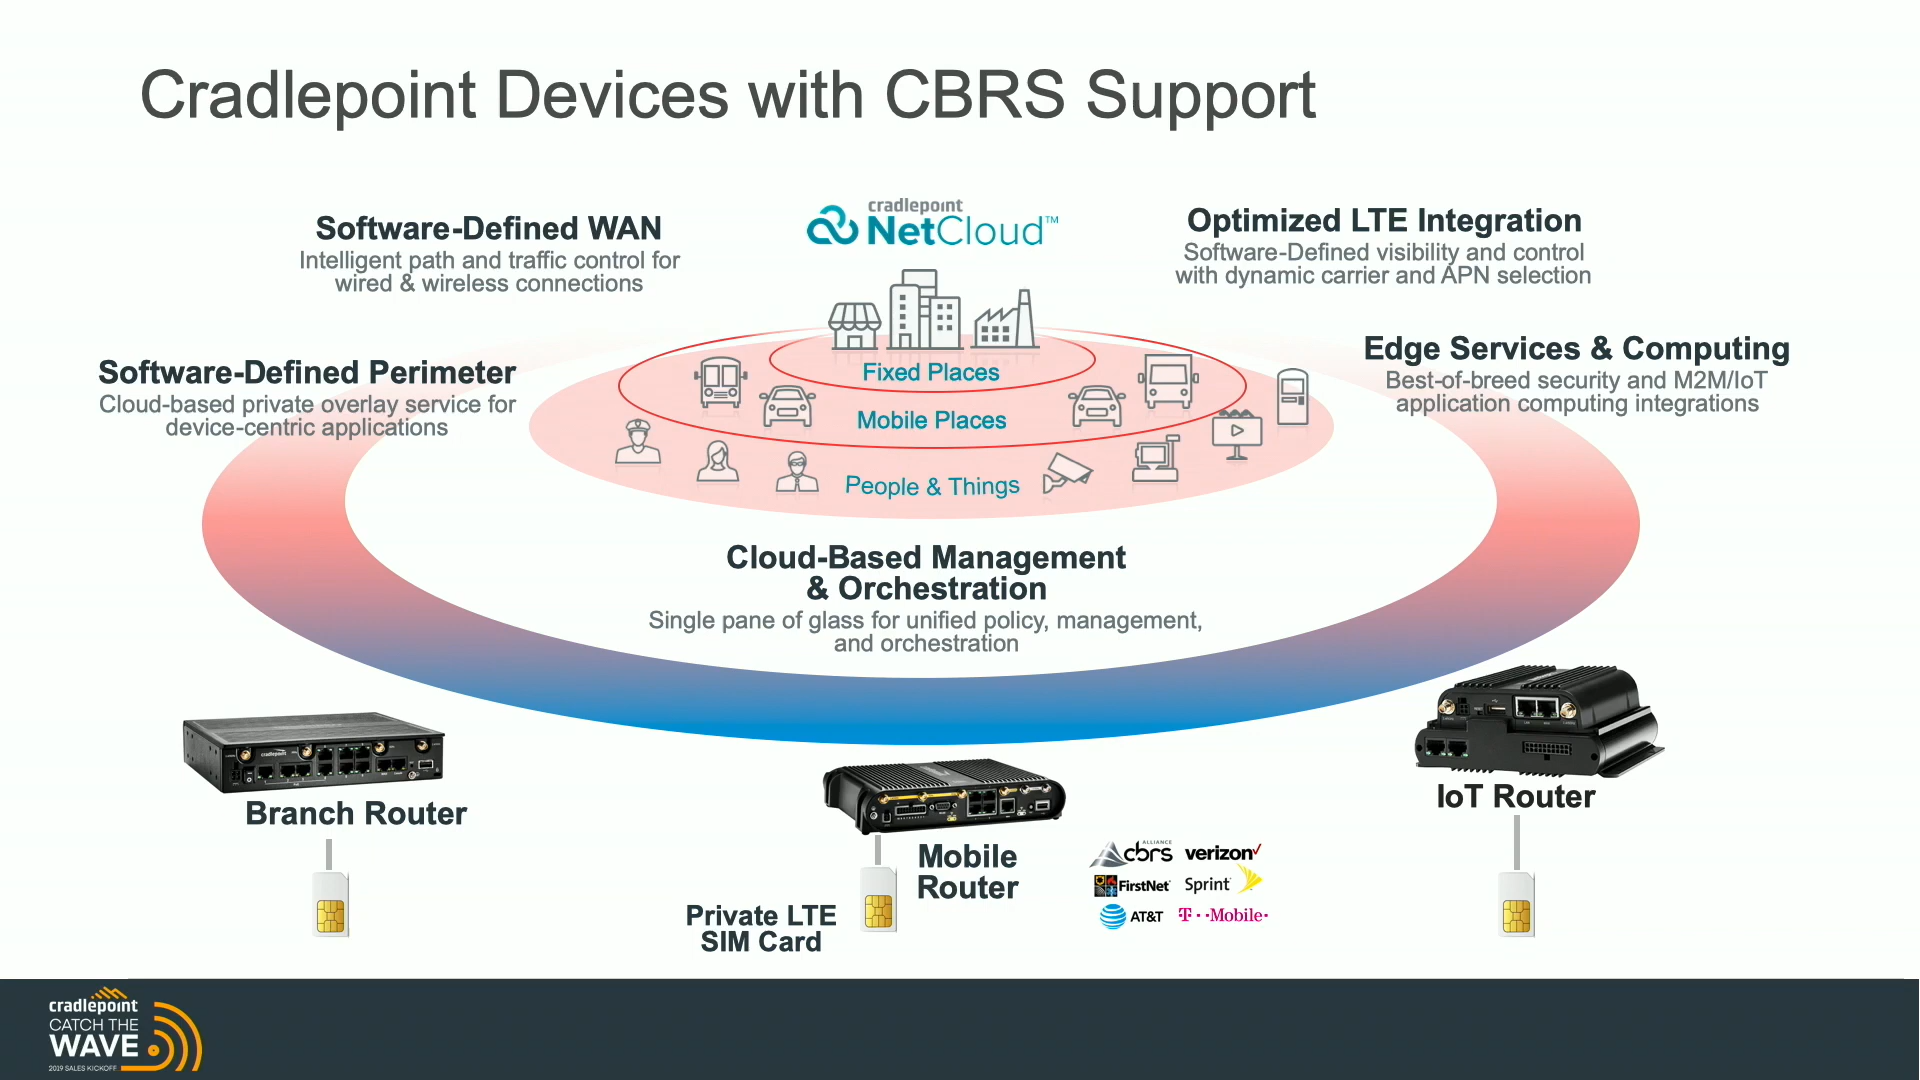 Cradlepoint Devices with CBRS Support
Software-Defined WAN
Intelligent path and traffic control for
wired & wireless connections
cradlepoint
NetCloud™
Optimized LTE Integration
Software-Defined visibility and control
with dynamic carrier and APN selection
Software-Defined Perimeter
Cloud-based private overlay service for
device-centric applications
Edge Services & Computing
Best-of-breed security and M2M/IoT
application computing integrations
Fixed Places
Mobile Places
People & Things
Cloud-Based Management
& Orchestration
Single pane of glass for unified policy, management,
and orchestration
cradlepoint
Branch Router
Mobile
Router
IoT Router
Private LTE
SIM Card
ALLIANCE
cbrs
verizon✓
FirstNet
Sprint
AT&T
T··Mobile·
cradlepoint
CATCH THE
WAVE
2019 SALES KICKOFF